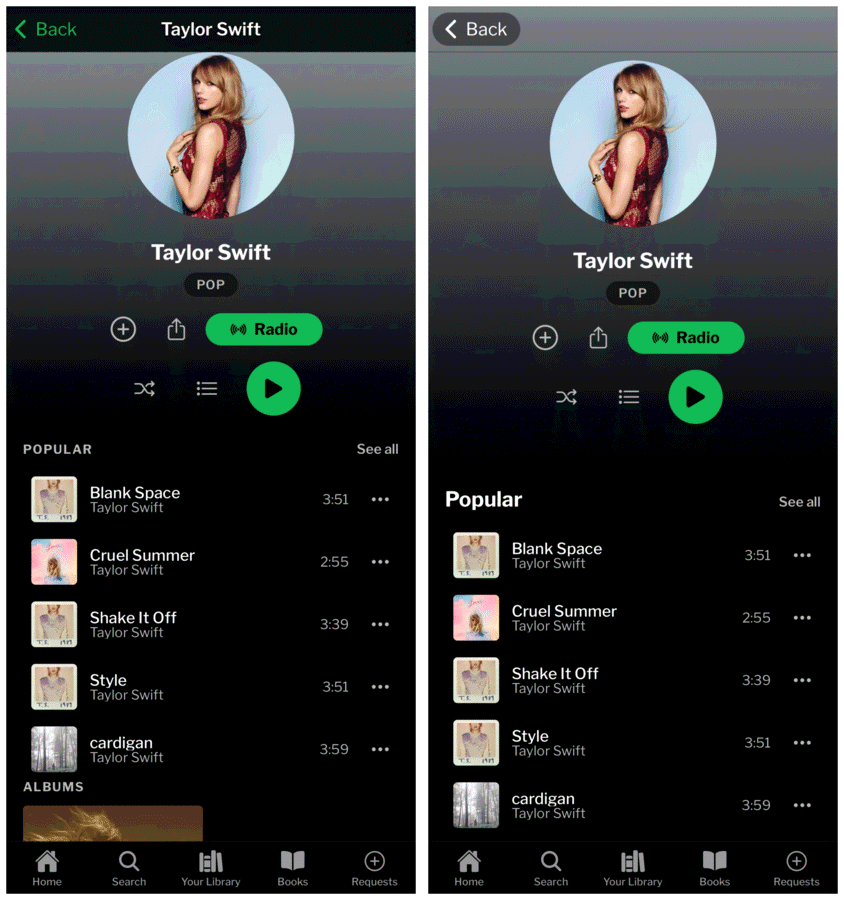 Back
Taylor Swift
Taylor Swift
POP
Radio
POPULAR
See all
Blank Space
Taylor Swift
3:51
Cruel Summer
Taylor Swift
2:55
Shake It Off
Taylor Swift
3:39
Style
Taylor Swift
3:51
cardigan
Taylor Swift
3:59
ALBUMS
Home
Search
Your Library
Books
Requests
Back
Taylor Swift
POP
Radio
Popular
See all
Blank Space
Taylor Swift
3:51
Cruel Summer
Taylor Swift
2:55
Shake It Off
Taylor Swift
3:39
Style
Taylor Swift
3:51
cardigan
Taylor Swift
3:59
Home
Search
Your Library
Books
Requests